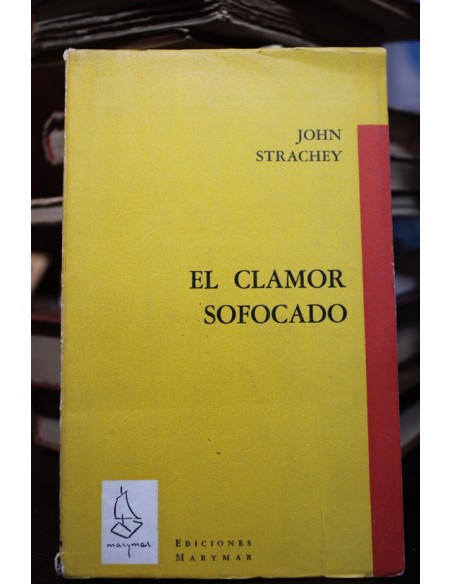 JOHN
STRACHEY
EL CLAMOR
SOFOCADO
marymar
EDICIONES
MARYMAR